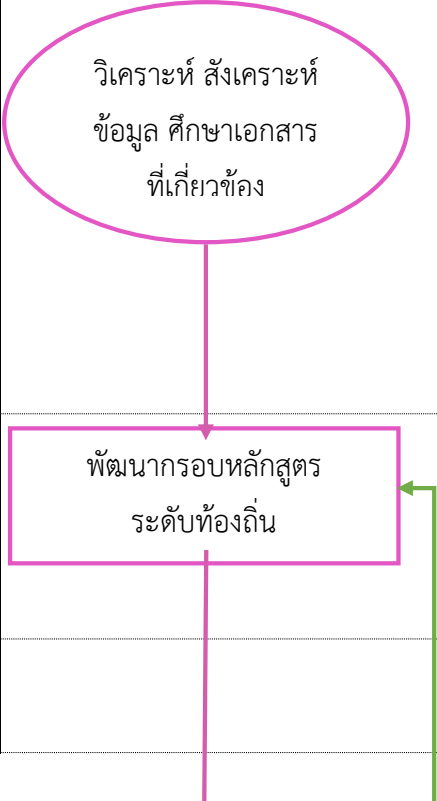 วิเคราะห์ สังเคราะห์
ข้อมูล ศึกษาเอกสาร
ที่เกี่ยวข้อง
พัฒนากรอบหลักสูตร
ระดับท้องถิ่น